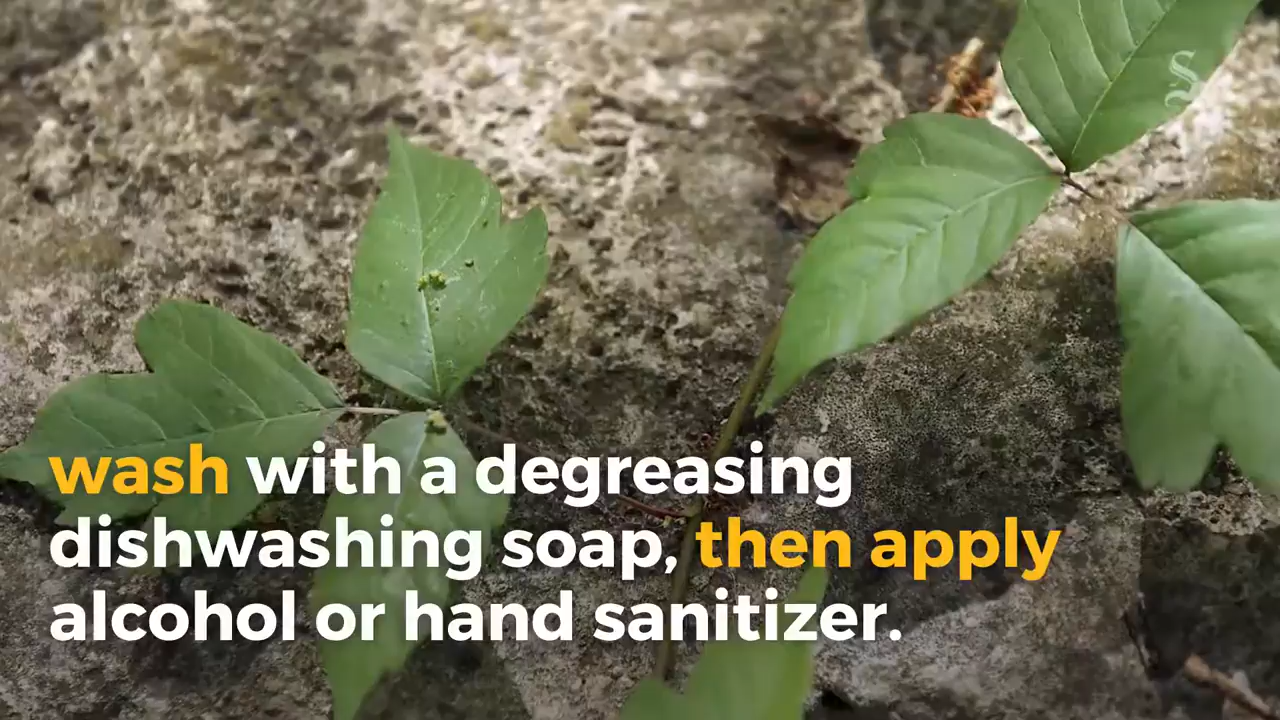 S
wash with a degreasing
dishwashing soap, then apply
alcohol or hand sanitizer.